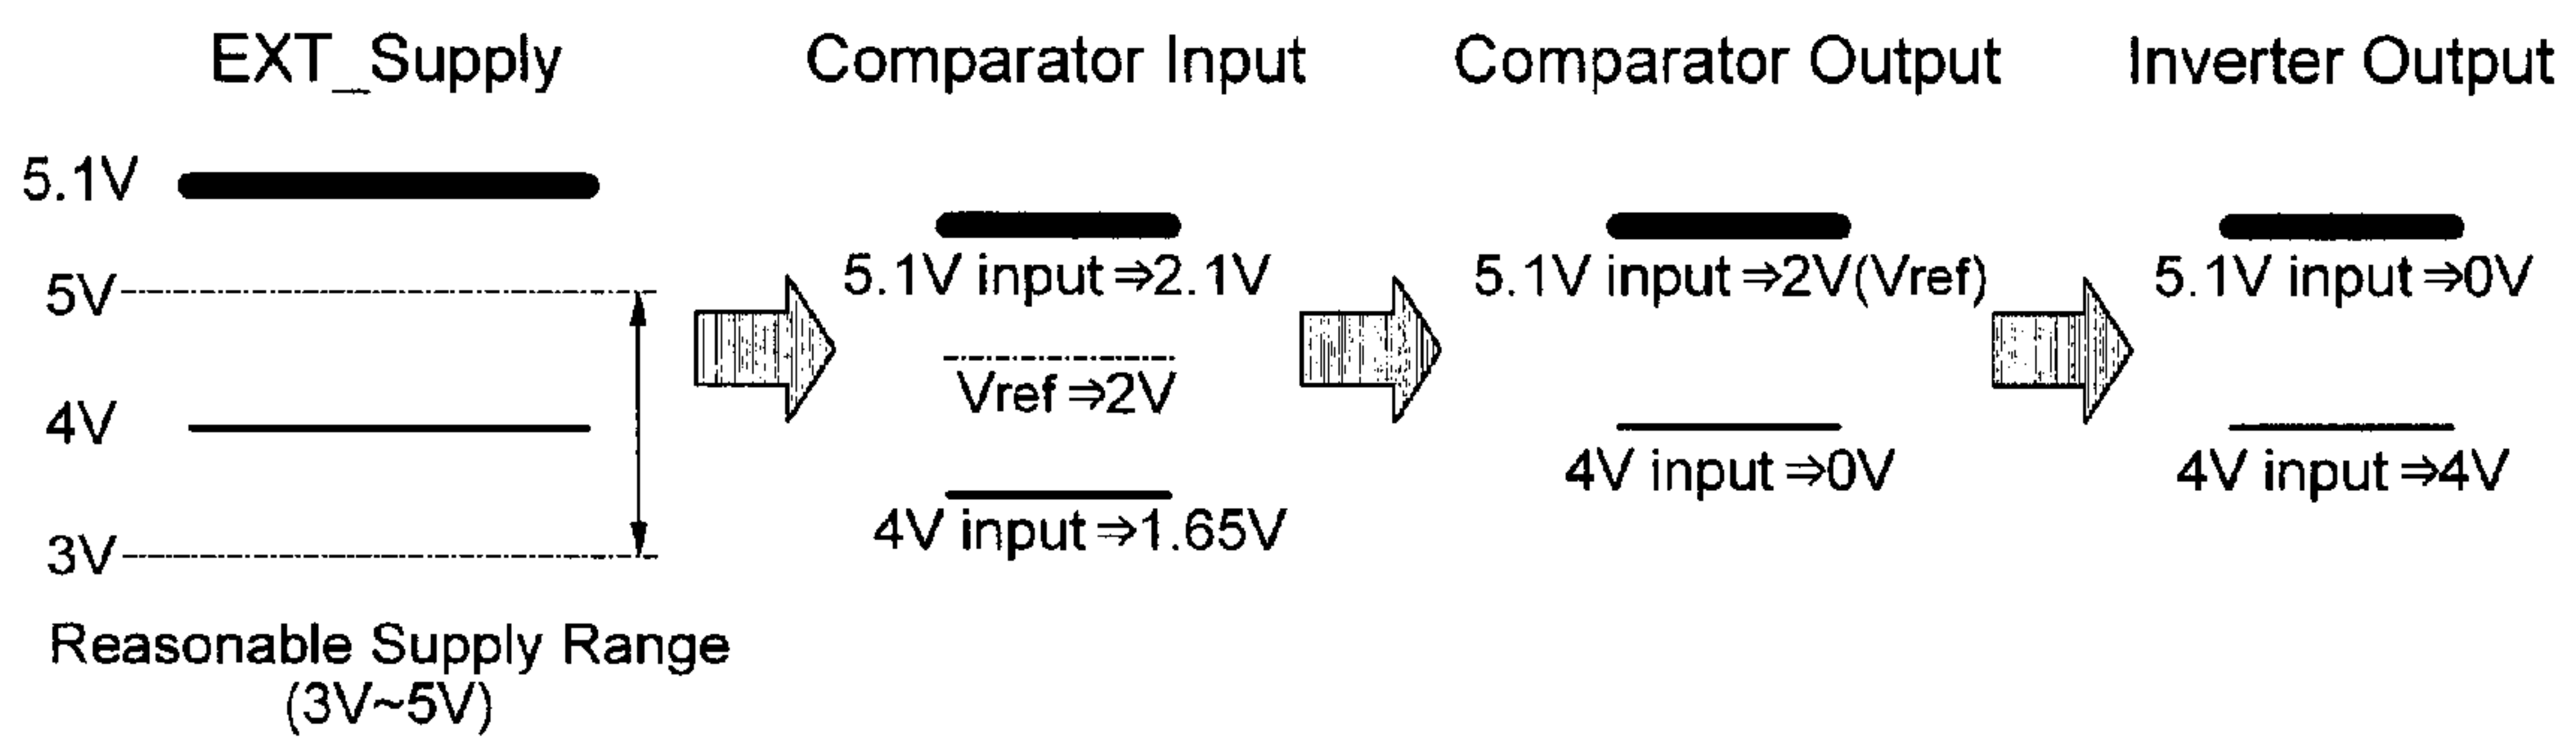 EXT_Supply
Comparator Input
Comparator Output
Inverter Output
5.1V
5V
4V
3V
Reasonable Supply Range
(3V~5V)
5.1V input⇒2.1V
Vref⇒2V
4V input⇒1.65V
5.1V input⇒2V(Vref)
4V input⇒0V
5.1V input⇒0V
4V input⇒4V